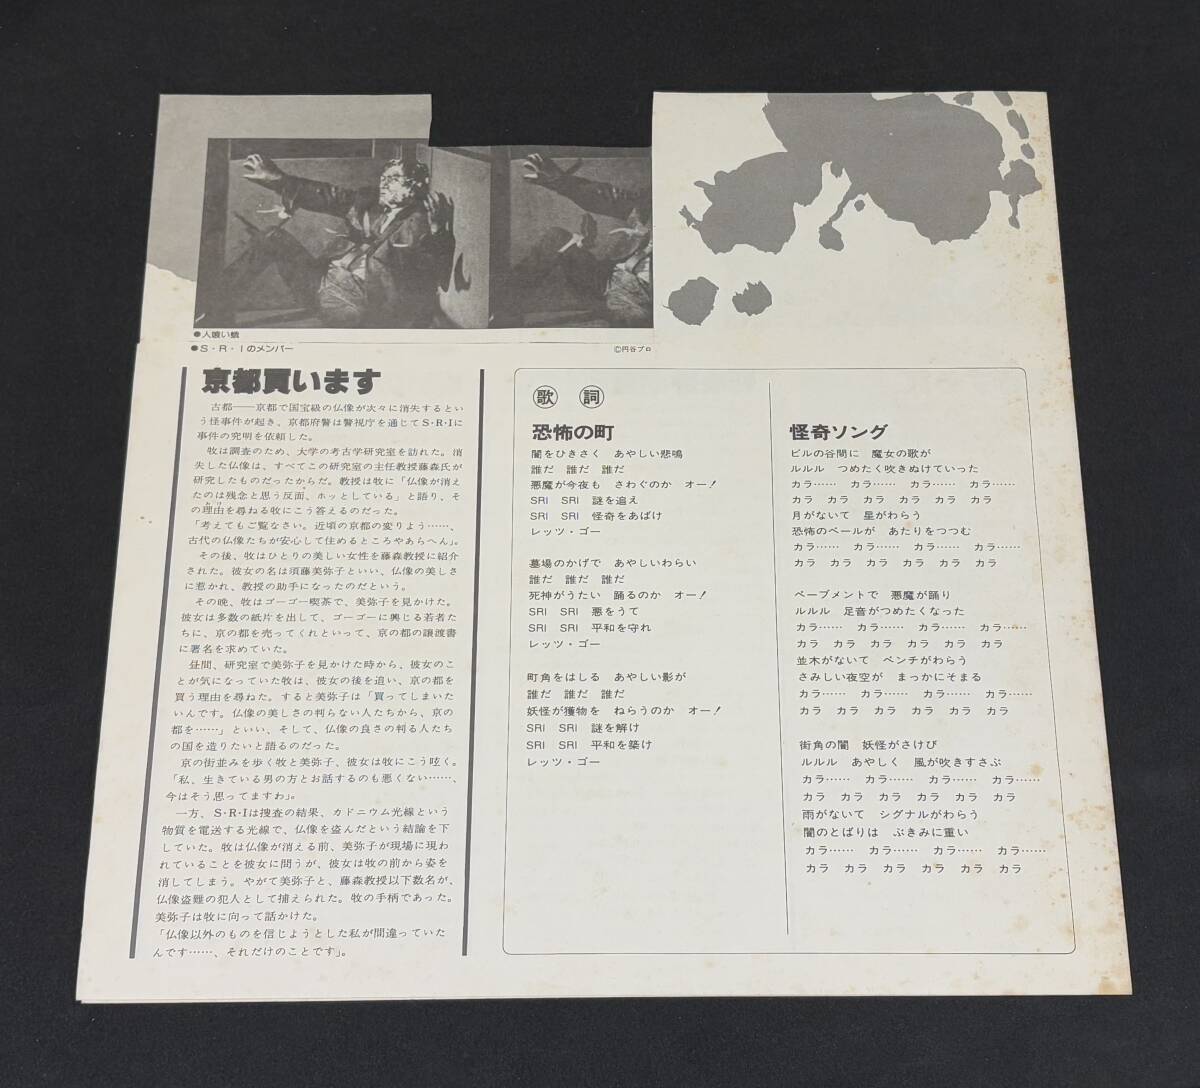 ●人喰い蛾
●S・R・Iのメンバー
©円谷プロ
京都買います
古都──京都で国宝級の仏像が次々に消失するとい
う怪事件が起き、京都府警は警視庁を通じてS・R・Iに
事件の究明を依頼した。
牧は調査のため、大学の考古学研究室を訪れた。消
失した仏像は、すべてこの研究室の主任教授藤森氏が
研究したものだったからだ。教授は牧に「仏像が消え
たのは残念と思う反面、ホッとしている」と語り、そ
の理由を尋ねる牧にこう答えるのだった。
「考えてもご覧なさい。近頃の京都の変りよう……、
古代の仏像たちが安心して住めるところやあらへん」。
その後、牧はひとりの美しい女性を藤森教授に紹介
された。彼女の名は須藤美弥子といい、仏像の美しさ
に惹かれ、教授の助手になったのだという。
その晩、牧はゴーゴー喫茶で、美弥子を見かけた。
彼女は多数の紙片を出して、ゴーゴーに興じる若者た
ちに、京の都を売ってくれといって、京の都の譲渡書
に署名を求めていた。
昼間、研究室で美弥子を見かけた時から、彼女のこ
とが気になっていた牧は、彼女の後を追い、京の都を
買う理由を尋ねた。すると美弥子は「買ってしまいた
いんです。仏像の美しさの判らない人たちから、京の
都を……」といい、そして、仏像の良さの判る人たち
の国を造りたいと語るのだった。
京の街並みを歩く牧と美弥子、彼女は牧にこう呟く。
「私、生きている男の方とお話するのも悪くない……、
今はそう思ってますわ」。
一方、S・R・Iは捜査の結果、カドニウム光線という
物質を電送する光線で、仏像を盗んだという結論を下
していた。牧は仏像が消える前、美弥子が現場に現わ
れていることを彼女に問うが、彼女は牧の前から姿を
消してしまう。やがて美弥子と、藤森教授以下数名が、
仏像盗難の犯人として捕えられた。牧の手柄であった。
美弥子は牧に向って話かけた。
「仏像以外のものを信じようとした私が間違っていた
んです……、それだけのことです」。
歌詞
恐怖の町
闇をひきさく　あやしい悲鳴
誰だ　誰だ　誰だ
悪魔が今夜も　さわぐのか　オー!
SRI　SRI　謎を追え
SRI　SRI　怪奇をあばけ
レッツ・ゴー
墓場のかげで　あやしいわらい
誰だ　誰だ　誰だ
死神がうたい　踊るのか　オー!
SRI　SRI　悪をうて
SRI　SRI　平和を守れ
レッツ・ゴー
町角をはしる　あやしい影が
誰だ　誰だ　誰だ
妖怪が獲物を　ねらうのか　オー!
SRI　SRI　謎を解け
SRI　SRI　平和を築け
レッツ・ゴー
怪奇ソング
ビルの谷間に　魔女の歌が
ルルル　つめたく吹きぬけていった
カラ……　カラ……　カラ……　カラ……
カラ　カラ　カラ　カラ　カラ　カラ
月がないて　星がわらう
恐怖のベールが　あたりをつつむ
カラ……　カラ……　カラ……　カラ……
カラ　カラ　カラ　カラ　カラ　カラ
ペーブメントで　悪魔が踊り
ルルル　足音がつめたくなった
カラ……　カラ……　カラ……　カラ……
カラ　カラ　カラ　カラ　カラ　カラ
並木がないて　ベンチがわらう
さみしい夜空が　まっかにそまる
カラ……　カラ……　カラ……　カラ……
カラ　カラ　カラ　カラ　カラ　カラ
街角の闇　妖怪がさけび
ルルル　あやしく　風が吹きすさぶ
カラ……　カラ……　カラ……　カラ……
カラ　カラ　カラ　カラ　カラ　カラ
雨がないて　シグナルがわらう
闇のとばりは　ぶきみに重い
カラ……　カラ……　カラ……　カラ……
カラ　カラ　カラ　カラ　カラ　カラ